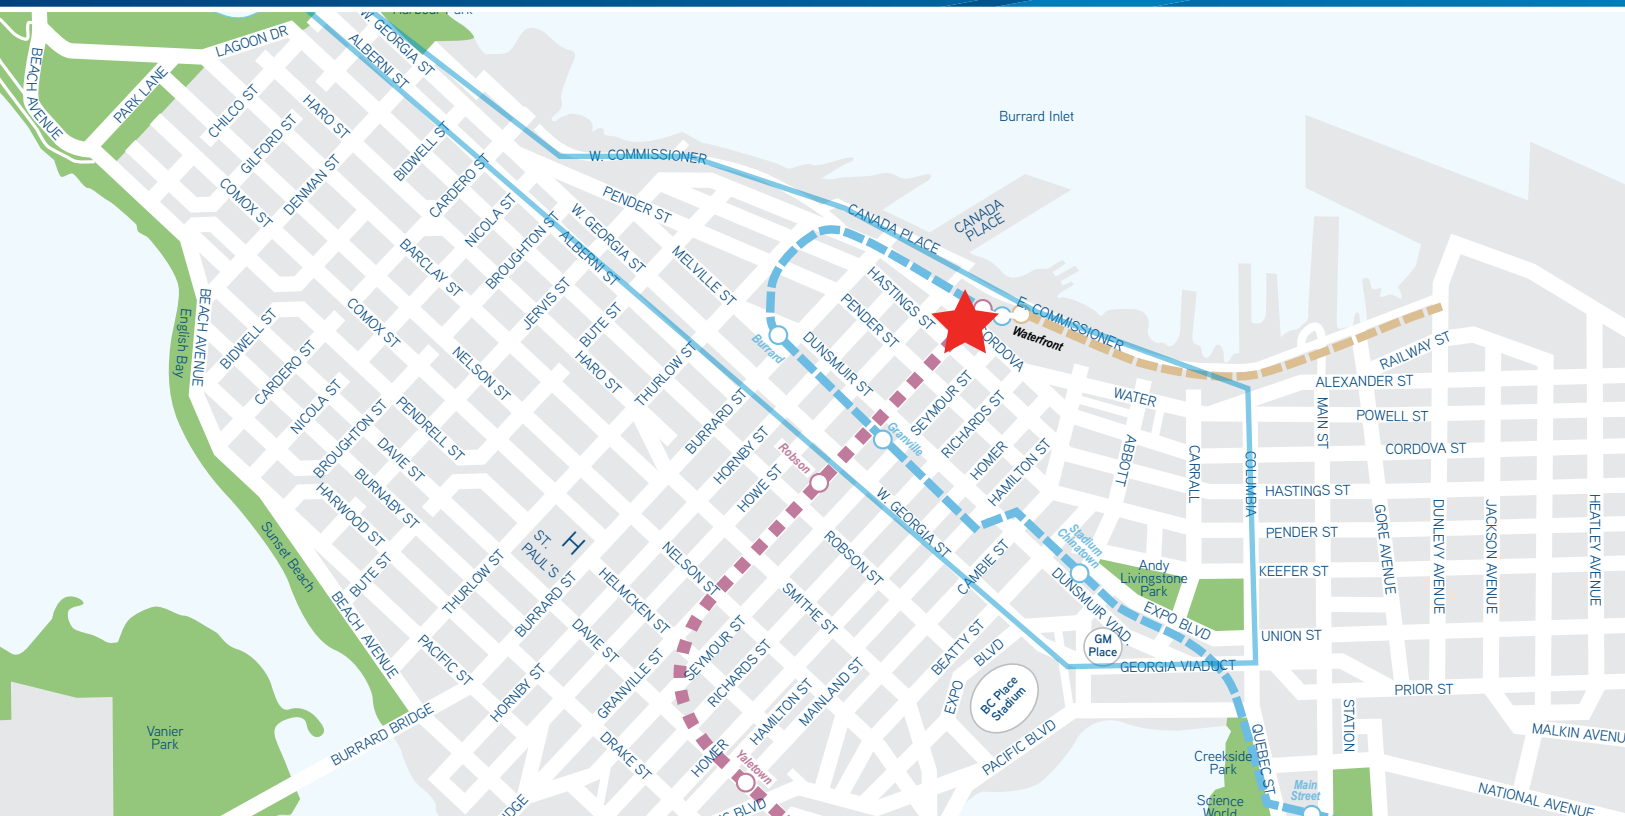 W. GEORGIA ST
LAGOON DR
ALBERNI ST
BEACH AVENUE
PARK LANE
CHILCO ST
HARO ST
GILFORD ST
BIDWELL ST
Burrard Inlet
DENMAN ST
COMOX ST
CARDERO ST
W. COMMISSIONER
NICOLA ST
PENDER ST
BROUGHTON ST
W. GEORGIA ST
ALBERNI ST
CANADA PLACE
CANADA
PLACE
BARCLAY ST
MELVILLE ST
JERVIS ST
HASTINGS ST
PENDER ST
BEACH AVENUE
English Bay
BIDWELL ST
COMOX ST
BUTE ST
E. COMMISSIONER
Waterfront
Burrard
DUNSMUIR ST
RAILWAY ST
CARDERO ST
NELSON ST
HARO ST
THURLOW ST
ALEXANDER ST
WATER
SEYMOUR ST
NICOLA ST
BURRARD ST
RICHARDS ST
POWELL ST
MAIN ST
BROUGHTON ST
PENDRELL ST
HORNBY ST
Granville
HOMER
ABBOTT
CORDOVA ST
DAVIE ST
Robson
HAMILTON ST
CARRALL
COLUMBIA
HASTINGS ST
BURNABY ST
HOWE ST
HARWOOD ST
W. GEORGIA ST
PENDER ST
GORE AVENUE
DUNLEVY AVENUE
JACKSON AVENUE
HEATLEY AVENUE
Sunset Beach
ST.
PAUL'S
H
ROBSON ST
Stadium
Chinatown
KEEFER ST
BUTE ST
THURLOW ST
NELSON ST
CAMBIE ST
Andy
Livingstone
Park
BURRARD ST
HELMCKEN ST
SMITHE ST
DUNSMUIR VIAD.
EXPO BLVD
BEACH AVENUE
PACIFIC ST
DAVIE ST
SEYMOUR ST
BEATTY ST
UNION ST
GM
Place
GEORGIA VIADUCT
RICHARDS ST
GRANVILLE ST
HORNBY ST
MAINLAND ST
HAMILTON ST
EXPO
BLVD
BC Place
Stadium
PRIOR ST
STATION
BURRARD BRIDGE
Vanier
Park
DRAKE ST
HOMER
PACIFIC BLVD
MALKIN AVENU
Yaletown
Creekside
Park
QUEBEC ST
Main
Street
NATIONAL AVENUE
Science
World